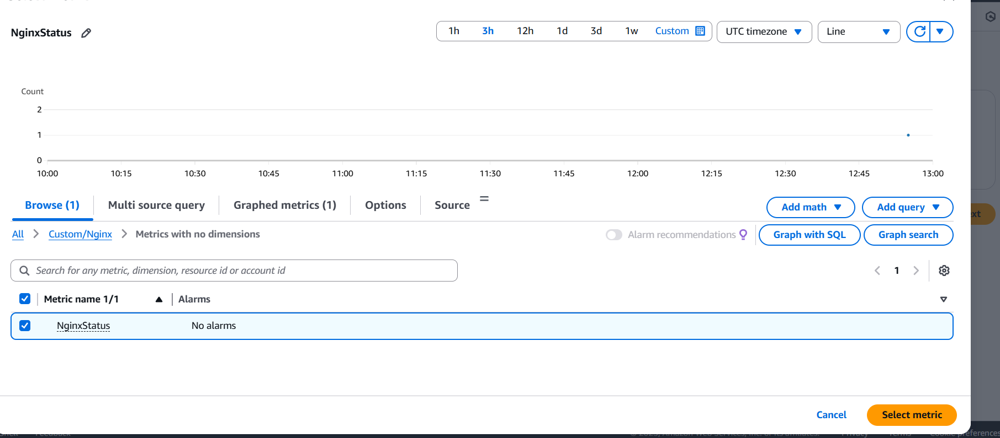 NginxStatus
1h 3h 12h 1d 3d 1w Custom UTC timezone Line
Count
2
1
0
10:00 10:15 10:30 10:45 11:00 11:15 11:30 11:45 12:00 12:15 12:30 12:45 13:00
Browse (1) Multi source query Graphed metrics (1) Options Source Add math Add query
All Custom/Nginx Metrics with no dimensions Alarm recommendations Graph with SQL Graph search
Search for any metric, dimension, resource id or account id 1
Metric name 1/1 Alarms
NginxStatus No alarms
Cancel Select metric